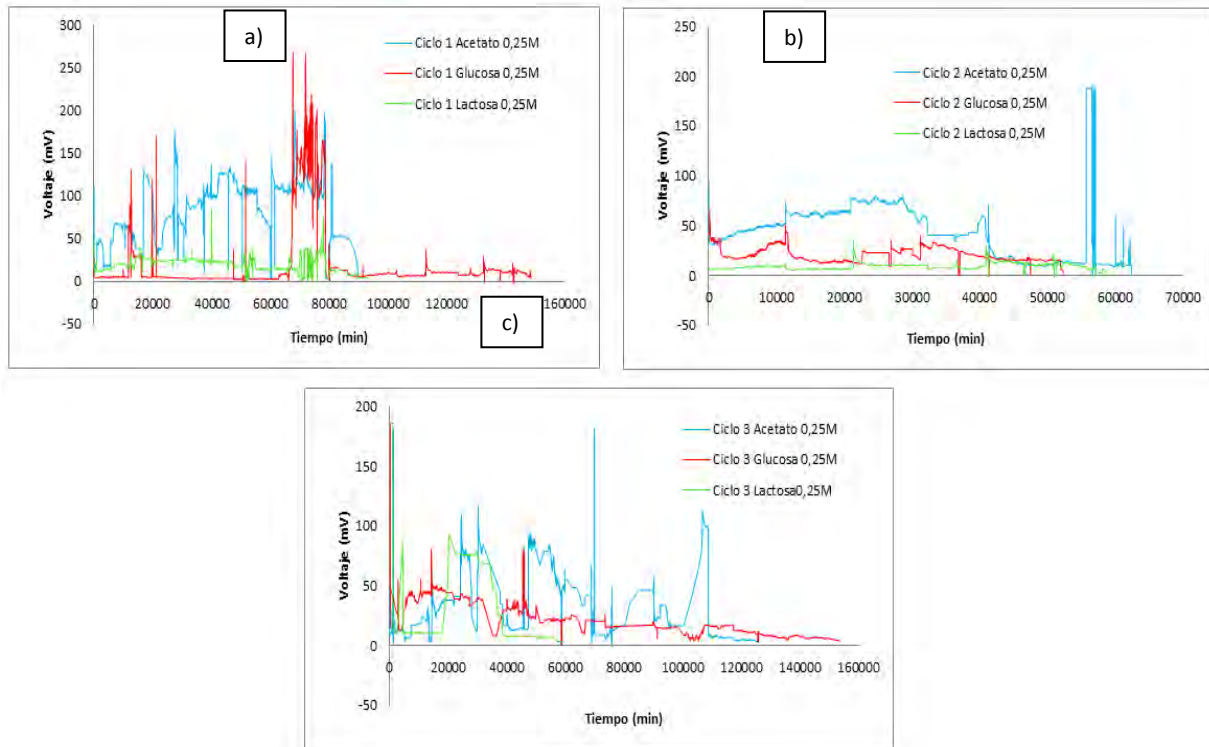 a)
300
250
200
150
100
50
0
-50
Voltaje (mV)
Ciclo 1 Acetato 0,25M
Ciclo 1 Glucosa 0,25M
Ciclo 1 Lactosa 0,25M
0 20000 40000 60000 80000 100000 120000 140000 160000
Tiempo (min)
c)
b)
250
200
150
100
50
0
-50
Voltaje (mV)
Ciclo 2 Acetato 0,25M
Ciclo 2 Glucosa 0,25M
Ciclo 2 Lactosa 0,25M
0 10000 20000 30000 40000 50000 60000 70000
Tiempo (min)
200
150
100
50
0
-50
Voltaje (mV)
Ciclo 3 Acetato 0,25M
Ciclo 3 Glucosa 0,25M
Ciclo 3 Lactosa0,25M
0 20000 40000 60000 80000 100000 120000 140000 160000
Tiempo (min)